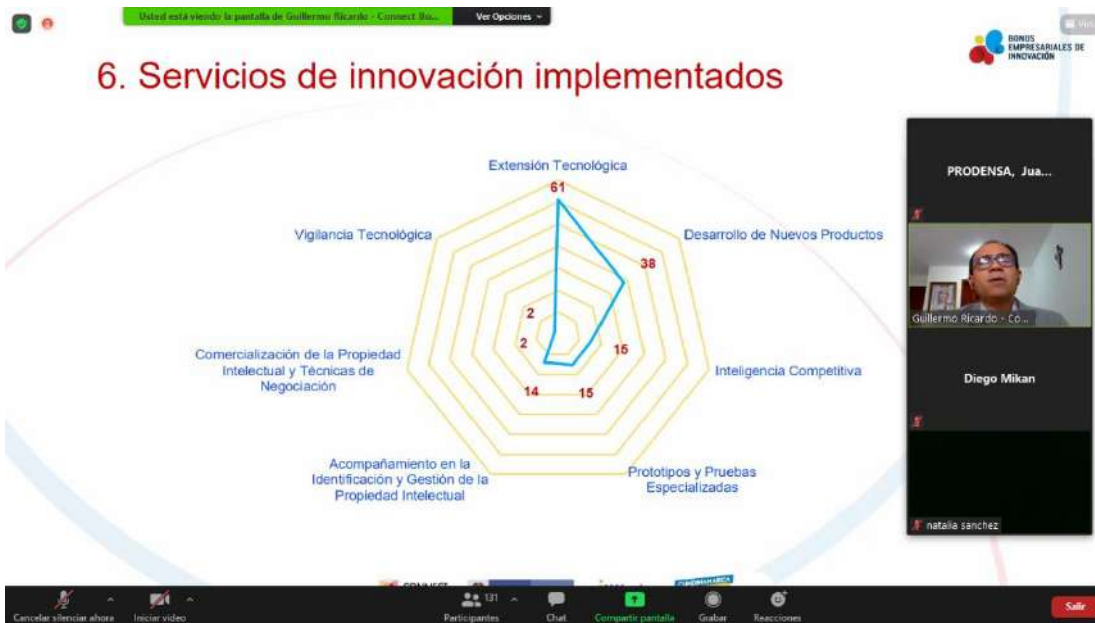 Usted está viendo la pantalla de Guillermo Ricardo - Connect Bo...
Ver Opciones
BONOS
EMPRESARIALES DE
INNOVACIÓN
6. Servicios de innovación implementados
Extensión Tecnológica
61
Vigilancia Tecnológica
Desarrollo de Nuevos Productos
38
2
2
15
Comercialización de la Propiedad
Intelectual y Técnicas de
Negociación
Inteligencia Competitiva
14
15
Acompañamiento en la
Identificación y Gestión de la
Propiedad Intelectual
Prototipos y Pruebas
Especializadas
PRODENSA, Jua...
Guillermo Ricardo - Co...
Diego Mikan
natalia sanchez
CONNECT
CUNDINAMARCA
Cancelar silenciar ahora
Iniciar video
131
Participantes
Chat
Compartir pantalla
Grabar
Reacciones
Salir